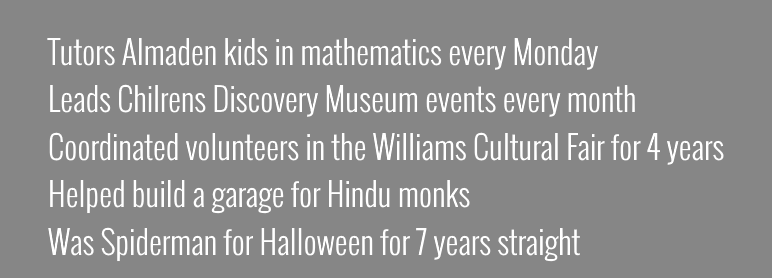 Tutors Almaden kids in mathematics every Monday
Leads Chilrens Discovery Museum events every month
Coordinated volunteers in the Williams Cultural Fair for 4 years
Helped build a garage for Hindu monks
Was Spiderman for Halloween for 7 years straight